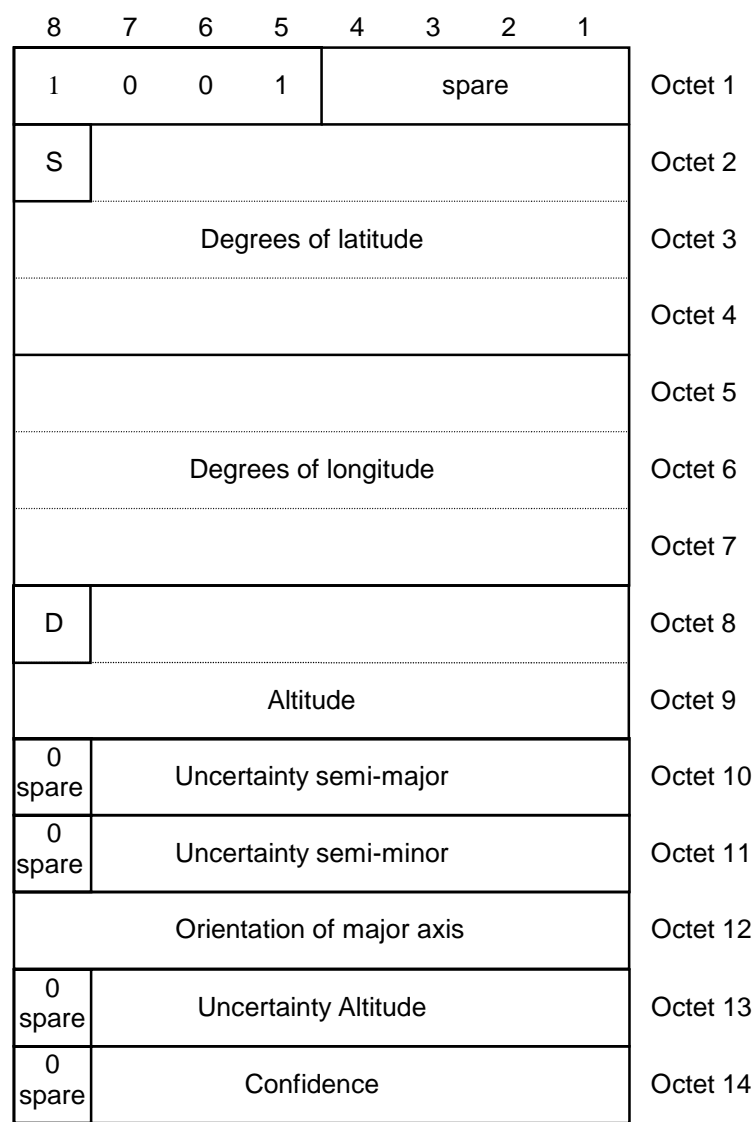 8 7 6 5 4 3 2 1
1 0 0 1 spare Octet 1
S Octet 2
Degrees of latitude Octet 3
Octet 4
Octet 5
Degrees of longitude Octet 6
Octet 7
D Octet 8
Altitude Octet 9
0
spare Uncertainty semi-major Octet 10
0
spare Uncertainty semi-minor Octet 11
Orientation of major axis Octet 12
0
spare Uncertainty Altitude Octet 13
0
spare Confidence Octet 14